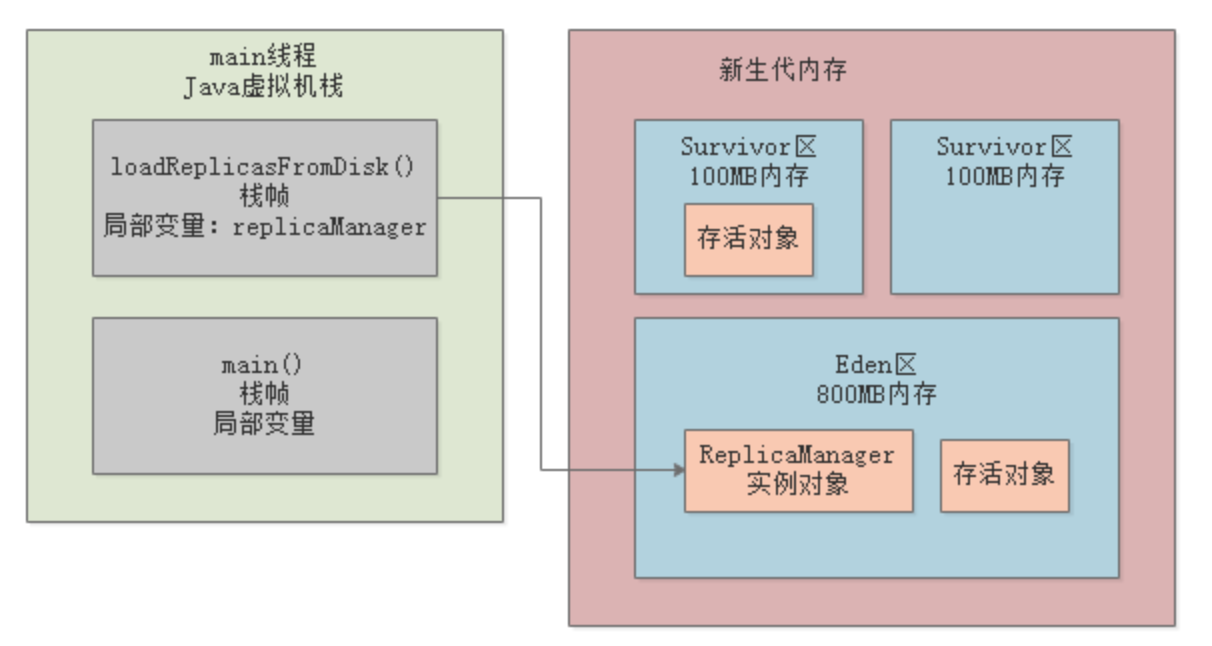 main线程
Java虚拟机栈
loadReplicasFromDisk()
栈帧
局部变量：replicaManager
main()
栈帧
局部变量
新生代内存
Survivor区
100MB内存
存活对象
Survivor区
100MB内存
Eden区
800MB内存
ReplicaManager
实例对象
存活对象